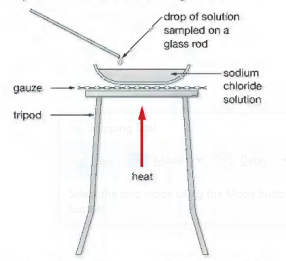 drop of solution
sampled on a
glass rod
gauze
sodium
chloride
solution
tripod
heat